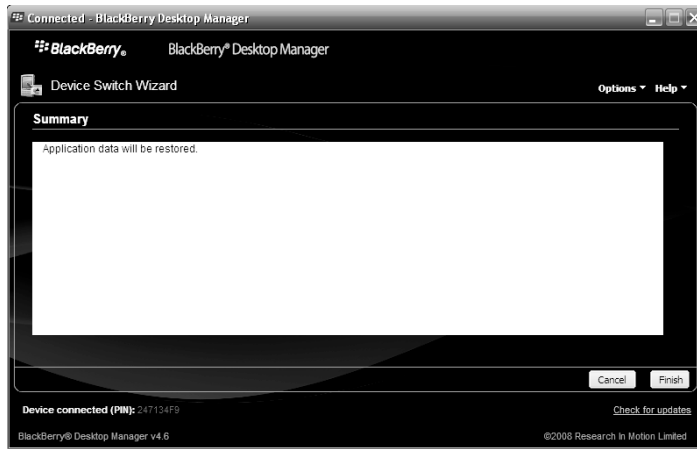 Connected - BlackBerry Desktop Manager
BlackBerry® BlackBerry® Desktop Manager
Device Switch Wizard Options Help
Summary
Application data will be restored.
Cancel Finish
Device connected (PIN): 247134F9 Check for updates
BlackBerry® Desktop Manager v4.6 ©2008 Research In Motion Limited